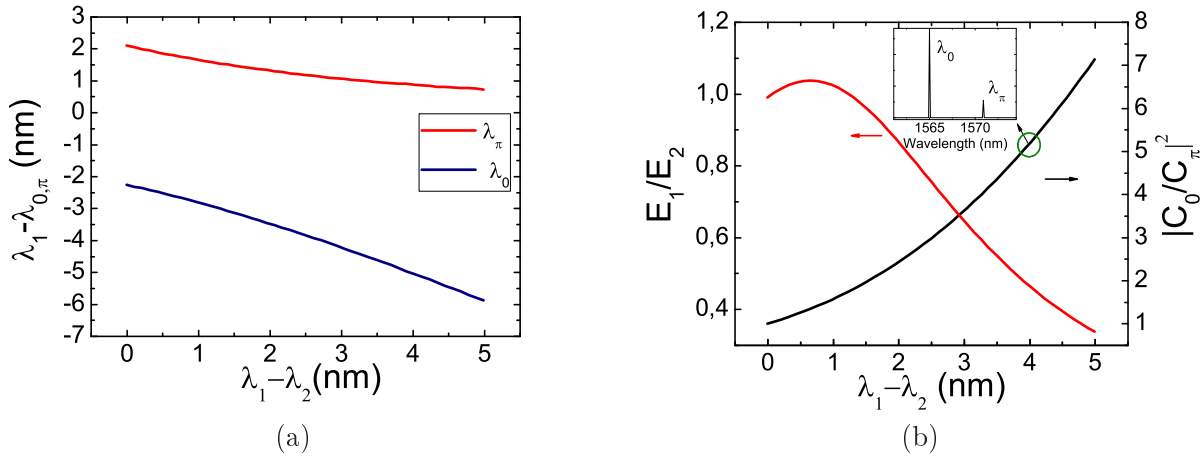 3
2
1
0
-1
-2
-3
-4
-5
-6
-7
0 1 2 3 4 5
λ₁-λ₀,π (nm)
λ₁−λ₂(nm)
λπ
λ₀
(a)
1,2
1,0
0,8
0,6
0,4
E₁/E₂
0 1 2 3 4 5
λ₁−λ₂ (nm)
λ₀
λπ
1565 1570
Wavelength (nm)
8
7
6
5
4
3
2
1
|C₀/Cπ|²
(b)